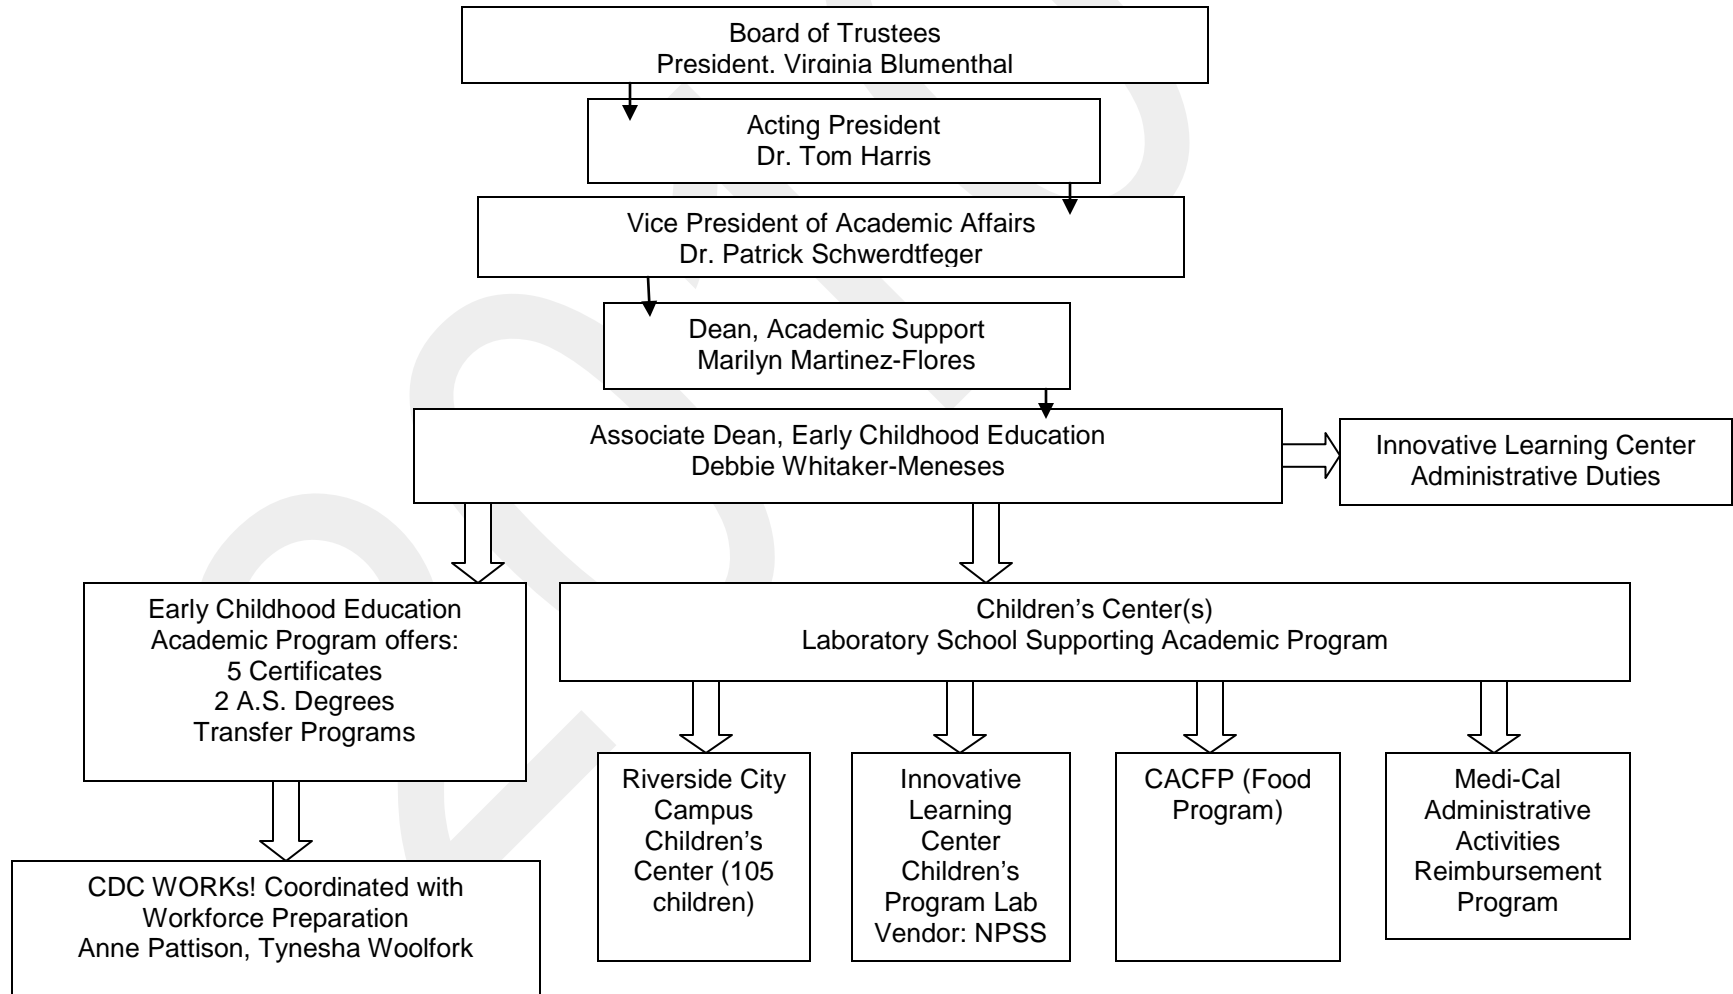 Board of Trustees
President, Virginia Blumenthal
Acting President
Dr. Tom Harris
Vice President of Academic Affairs
Dr. Patrick Schwerdtfeger
Dean, Academic Support
Marilyn Martinez-Flores
Associate Dean, Early Childhood Education
Debbie Whitaker-Meneses
Innovative Learning Center
Administrative Duties
Early Childhood Education
Academic Program offers:
5 Certificates
2 A.S. Degrees
Transfer Programs
Children’s Center(s)
Laboratory School Supporting Academic Program
CDC WORKs! Coordinated with
Workforce Preparation
Anne Pattison, Tynesha Woolfork
Riverside City
Campus
Children’s
Center (105
children)
Innovative
Learning
Center
Children’s
Program Lab
Vendor: NPSS
CACFP (Food
Program)
Medi-Cal
Administrative
Activities
Reimbursement
Program